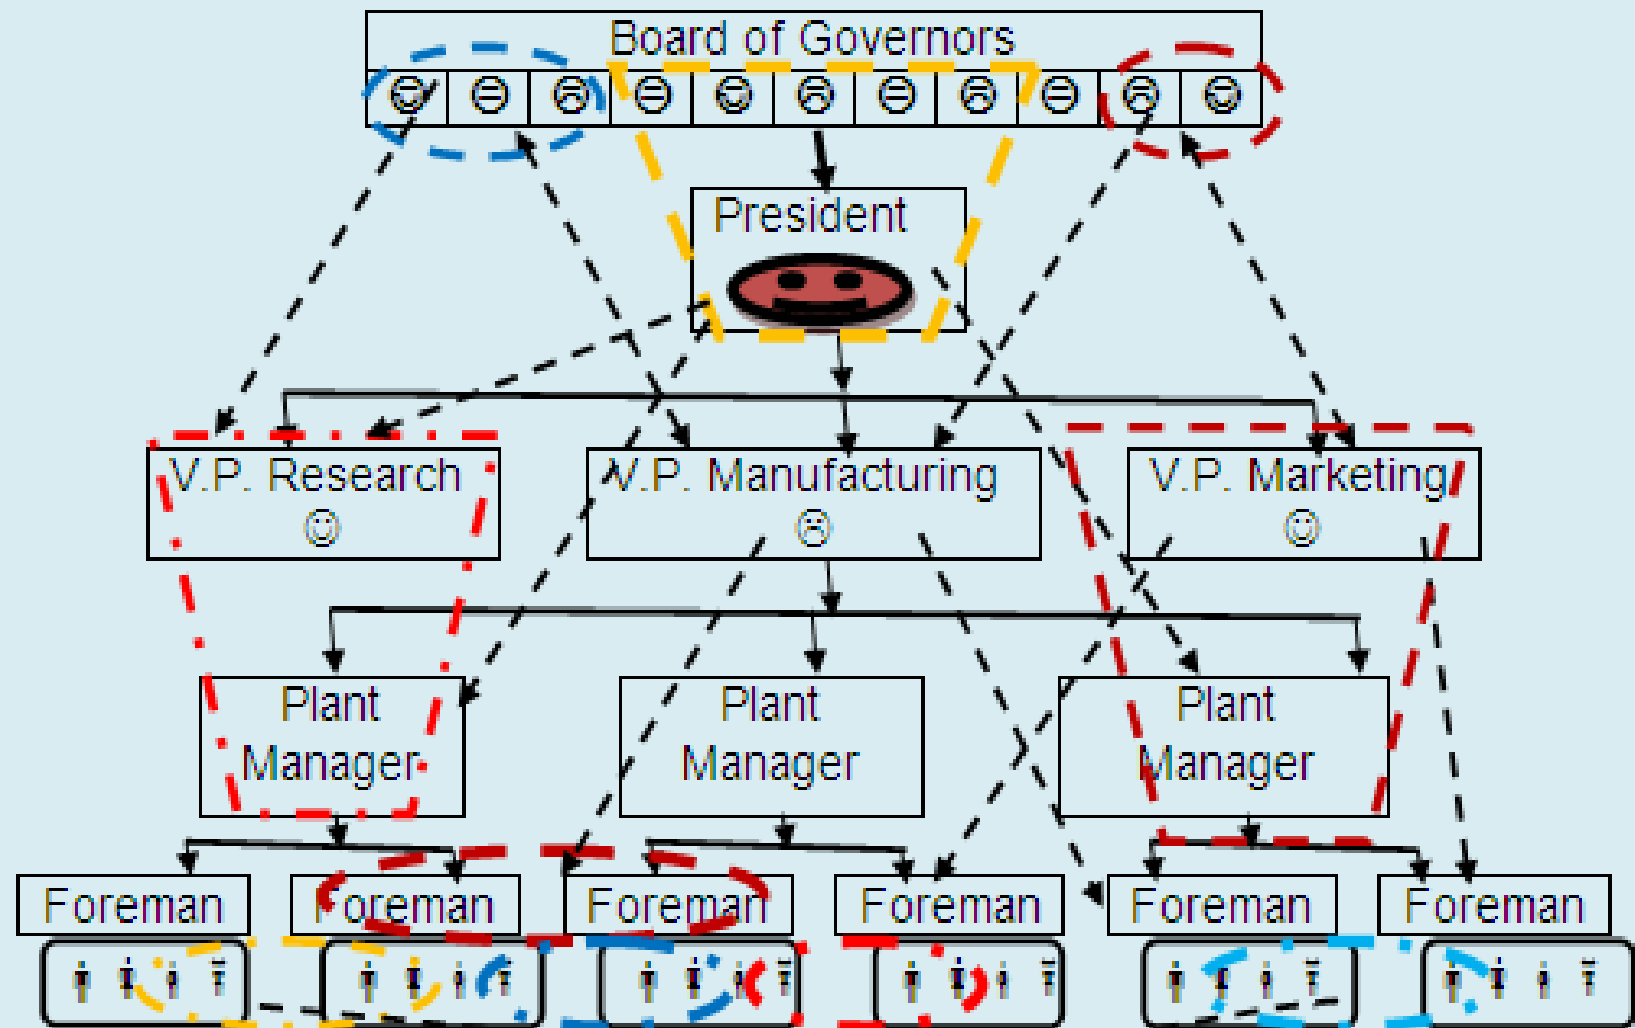 Board of Governors
President
V.P. Research
V.P. Manufacturing
V.P. Marketing
Plant
Manager
Plant
Manager
Plant
Manager
Foreman
Foreman
Foreman
Foreman
Foreman
Foreman